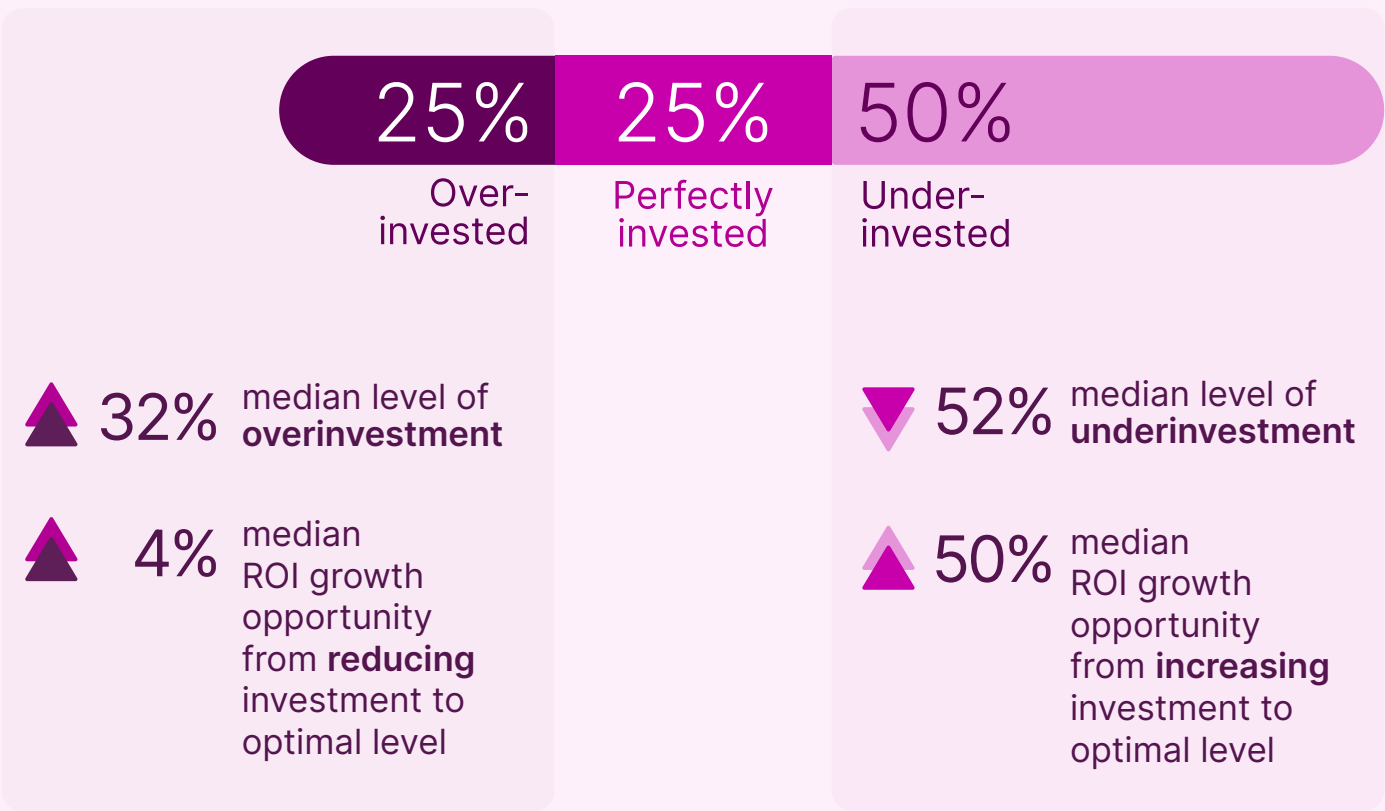 25%
Over-
invested
25%
Perfectly
invested
50%
Under-
invested
32%
median level of
overinvestment
4%
median
ROI growth
opportunity
from reducing
investment to
optimal level
52%
median level of
underinvestment
50%
median
ROI growth
opportunity
from increasing
investment to
optimal level